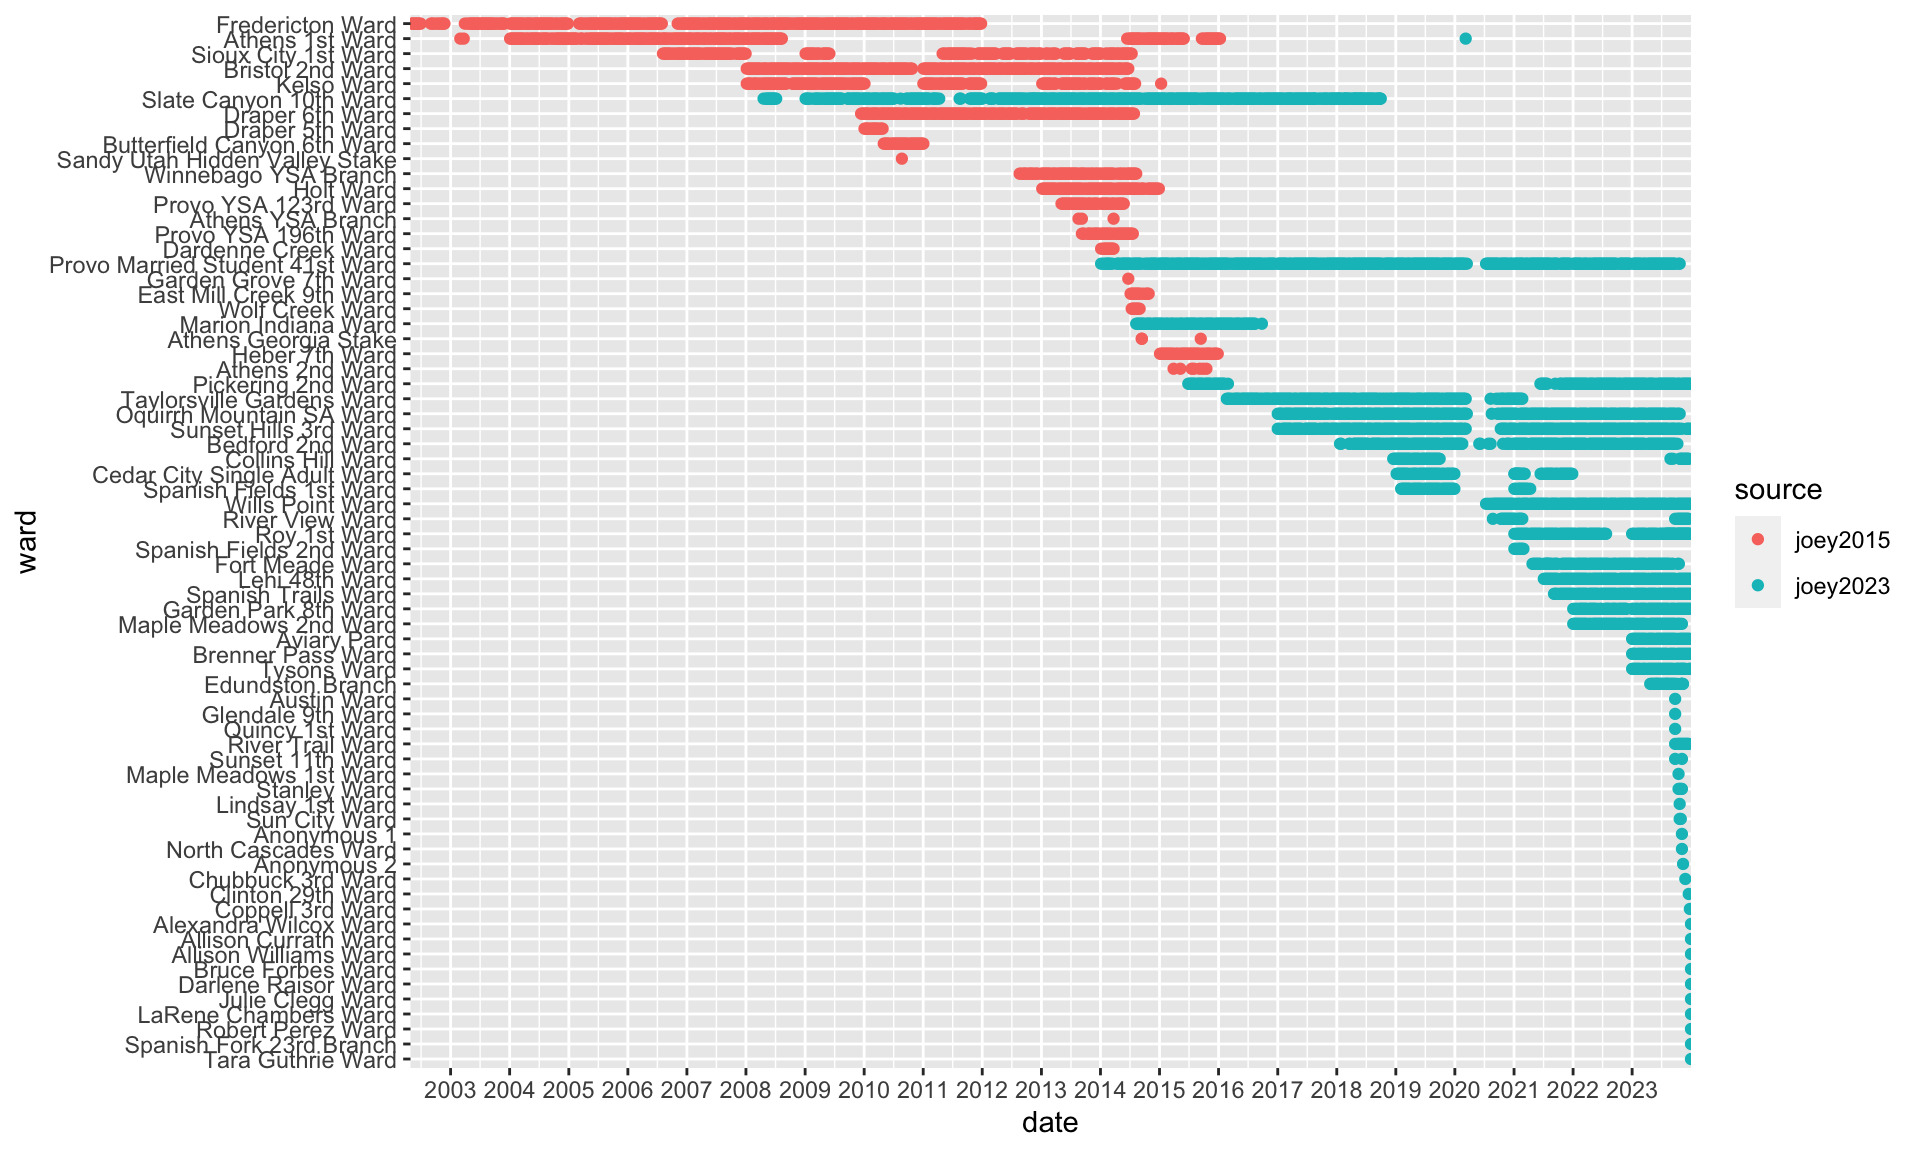 Fredericton Ward
Athens 1st Ward
Sioux City 1st Ward
Bristol 2nd Ward
Kelso Ward
Slate Canyon 10th Ward
Draper 6th Ward
Draper 5th Ward
Butterfield Canyon 6th Ward
Sandy Utah Hidden Valley Stake
Winnebago YSA Branch
Holt Ward
Provo YSA 123rd Ward
Athens YSA Branch
Provo YSA 196th Ward
Dardenne Creek Ward
Provo Married Student 41st Ward
Garden Grove 7th Ward
East Mill Creek 9th Ward
Wolf Creek Ward
Marion Indiana Ward
Athens Georgia Stake
Heber 7th Ward
Athens 2nd Ward
Pickering 2nd Ward
Taylorsville Gardens Ward
Oquirrh Mountain SA Ward
Sunset Hills 3rd Ward
Bedford 2nd Ward
Collins Hill Ward
Cedar City Single Adult Ward
Spanish Fields 1st Ward
Wills Point Ward
River View Ward
Roy 1st Ward
Spanish Fields 2nd Ward
Fort Meade Ward
Lehi 48th Ward
Spanish Trails Ward
Garden Park 8th Ward
Maple Meadows 2nd Ward
Aviary Pard
Brenner Pass Ward
Tysons Ward
Edundston Branch
Austin Ward
Glendale 9th Ward
Quincy 1st Ward
River Trail Ward
Sunset 11th Ward
Maple Meadows 1st Ward
Stanley Ward
Lindsay 1st Ward
Sun City Ward
Anonymous 1
North Cascades Ward
Anonymous 2
Chubbuck 3rd Ward
Clinton 29th Ward
Coppell 3rd Ward
Alexandra Wilcox Ward
Allison Currath Ward
Allison Williams Ward
Bruce Forbes Ward
Darlene Raisor Ward
Julie Clegg Ward
LaRene Chambers Ward
Robert Perez Ward
Spanish Fork 23rd Branch
Tara Guthrie Ward
ward
2003 2004 2005 2006 2007 2008 2009 2010 2011 2012 2013 2014 2015 2016 2017 2018 2019 2020 2021 2022 2023
date
source
joey2015
joey2023